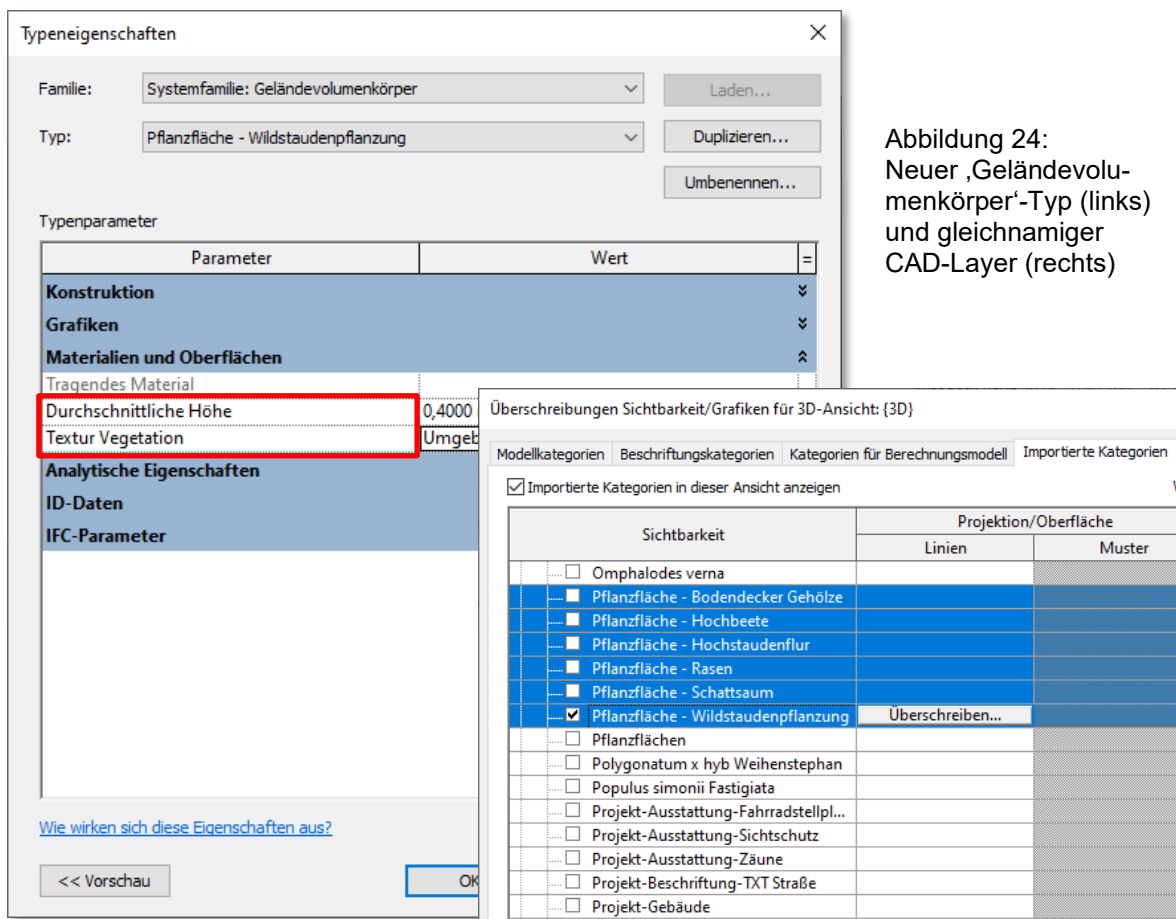 Typeneigenschaften
Familie: Systemfamilie: Geländevolumenkörper Laden...
Typ: Pflanzfläche - Wildstaudenpflanzung Duplizieren...
Umbenennen...
Typenparameter
Parameter Wert =
Konstruktion
Grafiken
Materialien und Oberflächen
Tragendes Material
Durchschnittliche Höhe 0,4000
Textur Vegetation
Analytische Eigenschaften
ID-Daten
IFC-Parameter
Wie wirken sich diese Eigenschaften aus?
<< Vorschau OK
Abbildung 24:
Neuer ‚Geländevolu-
menkörper‘-Typ (links)
und gleichnamiger
CAD-Layer (rechts)
Überschreibungen Sichtbarkeit/Grafiken für 3D-Ansicht: {3D}
Modellkategorien Beschriftungskategorien Kategorien für Berechnungsmodell Importierte Kategorien
Importierte Kategorien in dieser Ansicht anzeigen
Sichtbarkeit Projektion/Oberfläche
Linien Muster
Omphalodes verna
Pflanzfläche - Bodendecker Gehölze
Pflanzfläche - Hochbeete
Pflanzfläche - Hochstaudenflur
Pflanzfläche - Rasen
Pflanzfläche - Schattsaum
Pflanzfläche - Wildstaudenpflanzung Überschreiben...
Pflanzflächen
Polygonatum x hyb Weihenstephan
Populus simonii Fastigiata
Projekt-Ausstattung-Fahrradstellpl...
Projekt-Ausstattung-Sichtschutz
Projekt-Ausstattung-Zäune
Projekt-Beschriftung-TXT Straße
Projekt-Gebäude